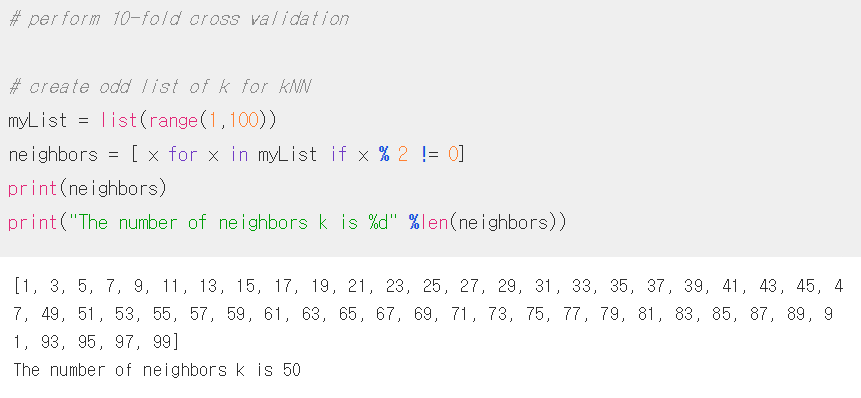 # perform 10-fold cross validation
# create odd list of k for kNN
myList = list(range(1,100))
neighbors = [ x for x in myList if x % 2 != 0]
print(neighbors)
print("The number of neighbors k is %d" %len(neighbors))
[1, 3, 5, 7, 9, 11, 13, 15, 17, 19, 21, 23, 25, 27, 29, 31, 33, 35, 37, 39, 41, 43, 45, 4
7, 49, 51, 53, 55, 57, 59, 61, 63, 65, 67, 69, 71, 73, 75, 77, 79, 81, 83, 85, 87, 89, 9
1, 93, 95, 97, 99]
The number of neighbors k is 50